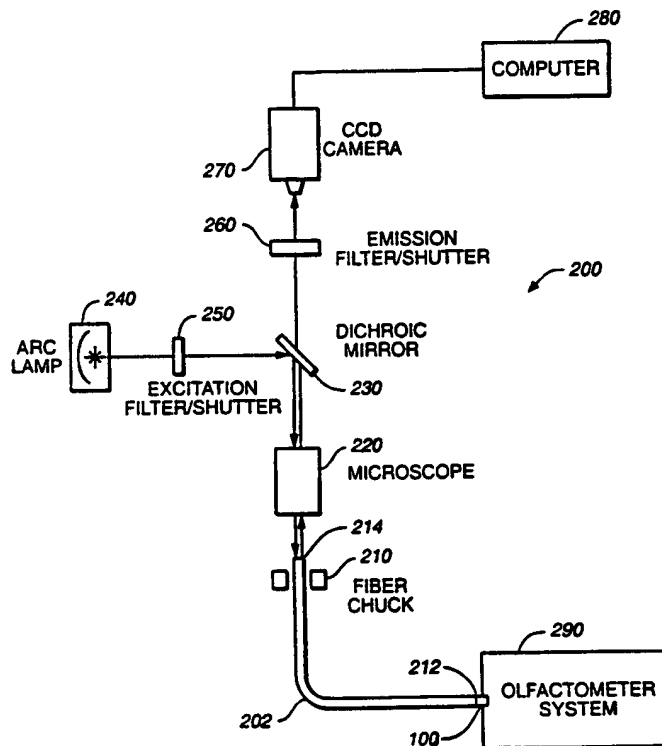 280
COMPUTER
CCD
CAMERA
270
260
EMISSION
FILTER/SHUTTER
200
240
250
ARC
LAMP
DICHROIC
MIRROR
230
EXCITATION
FILTER/SHUTTER
220
MICROSCOPE
214
210
FIBER
CHUCK
290
212
OLFACTOMETER
SYSTEM
202
100